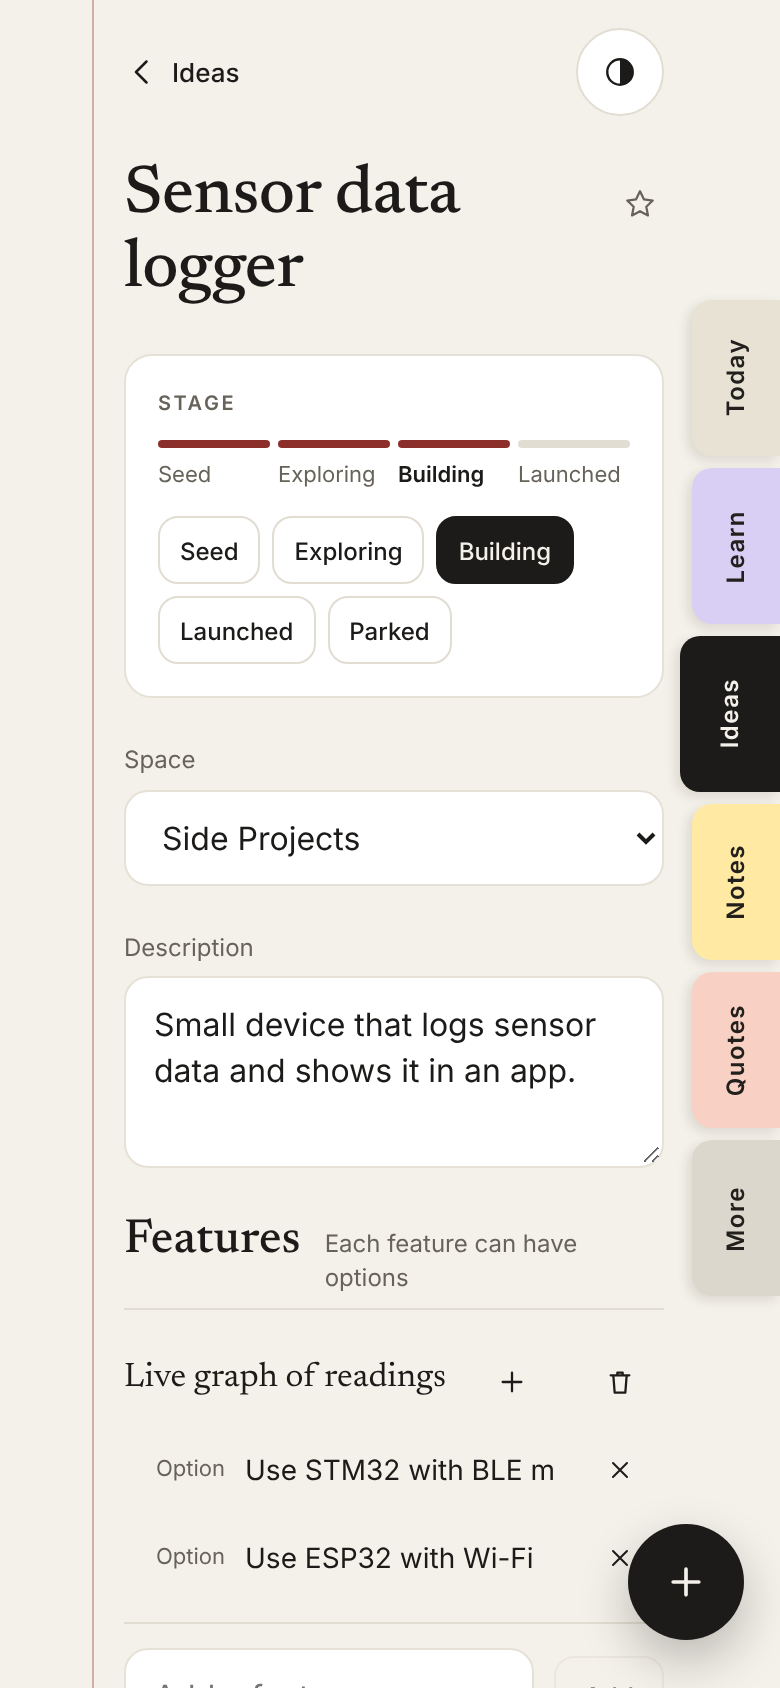 Ideas
Sensor data
logger
STAGE
Seed Exploring Building Launched
Seed Exploring Building
Launched Parked
Space
Side Projects
Description
Small device that logs sensor
data and shows it in an app.
Features Each feature can have
options
Live graph of readings
Option Use STM32 with BLE m
Option Use ESP32 with Wi-Fi
Today
Learn
Ideas
Notes
Quotes
More